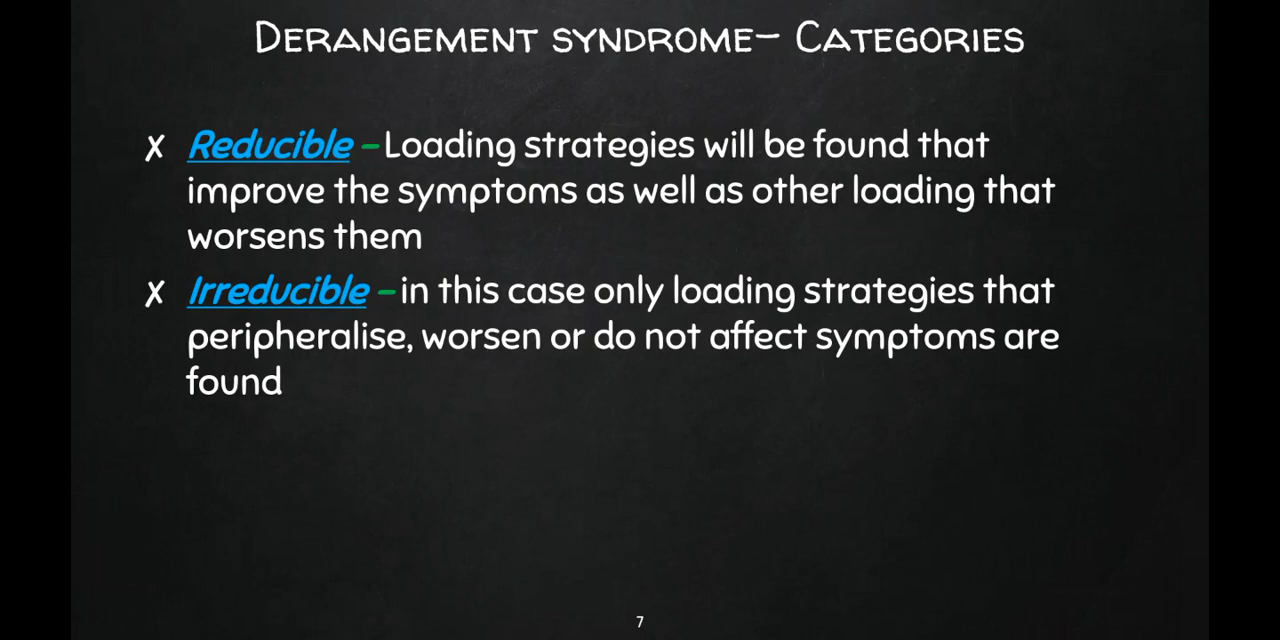 Derangement syndrome– Categories
✗ Reducible – Loading strategies will be found that
improve the symptoms as well as other loading that
worsens them
✗ Irreducible – in this case only loading strategies that
peripheralise, worsen or do not affect symptoms are
found
7